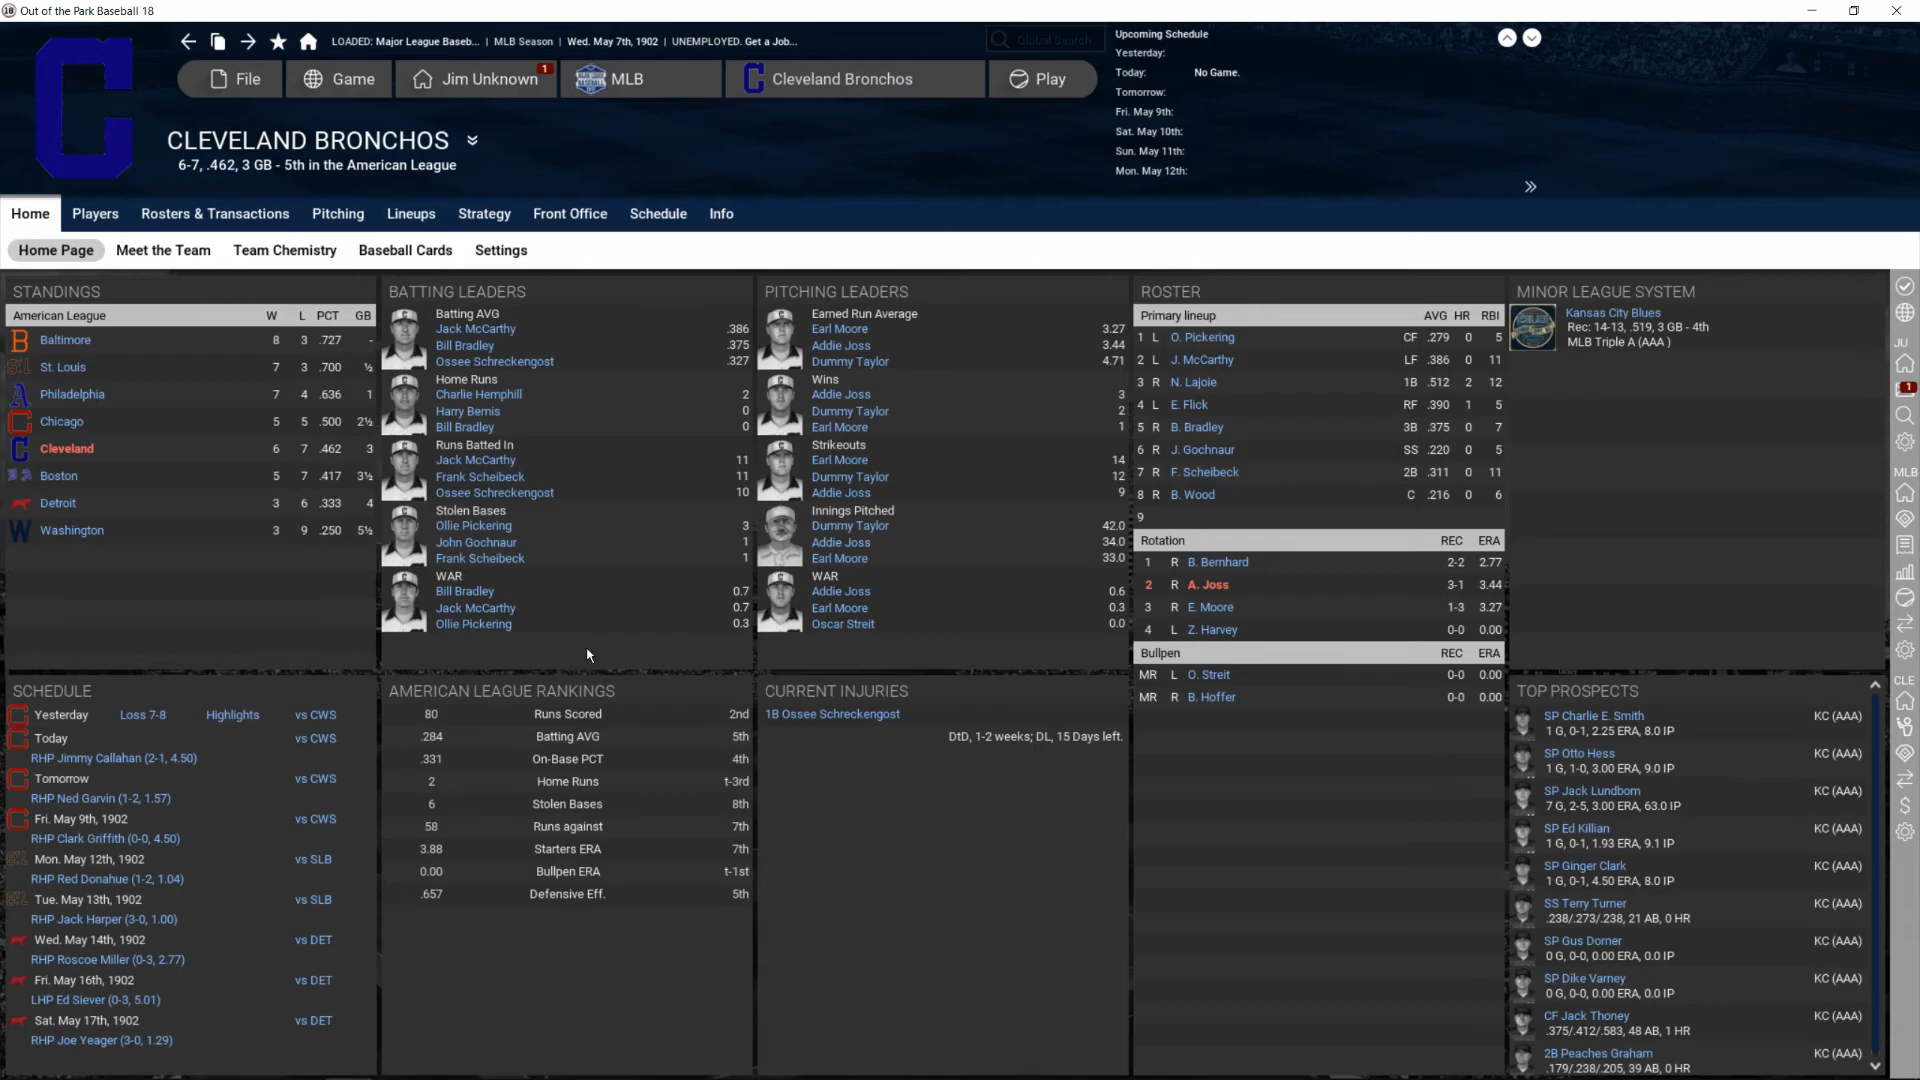 Out of the Park Baseball 18
LOADED: Major League Baseb... | MLB Season | Wed. May 7th, 1902 | UNEMPLOYED. Get a Job...
Global Search
File Game Jim Unknown 1 MLB Cleveland Bronchos Play
CLEVELAND BRONCHOS
6-7, .462, 3 GB - 5th in the American League
Upcoming Schedule
Yesterday:
Today: No Game.
Tomorrow:
Fri. May 9th:
Sat. May 10th:
Sun. May 11th:
Mon. May 12th:
Home Players Rosters & Transactions Pitching Lineups Strategy Front Office Schedule Info
Home Page Meet the Team Team Chemistry Baseball Cards Settings
STANDINGS
American League W L PCT GB
Baltimore 8 3 .727 -
St. Louis 7 3 .700 ½
Philadelphia 7 4 .636 1
Chicago 5 5 .500 2½
Cleveland 6 7 .462 3
Boston 5 7 .417 3½
Detroit 3 6 .333 4
Washington 3 9 .250 5½
BATTING LEADERS
Batting AVG
Jack McCarthy .386
Bill Bradley .375
Ossee Schreckengost .327
Home Runs
Charlie Hemphill 2
Harry Bemis 0
Bill Bradley 0
Runs Batted In
Jack McCarthy 11
Frank Scheibeck 11
Ossee Schreckengost 10
Stolen Bases
Ollie Pickering 3
John Gochnaur 1
Frank Scheibeck 1
WAR
Bill Bradley 0.7
Jack McCarthy 0.7
Ollie Pickering 0.3
PITCHING LEADERS
Earned Run Average
Earl Moore 3.27
Addie Joss 3.44
Dummy Taylor 4.71
Wins
Addie Joss 3
Dummy Taylor 2
Earl Moore 1
Strikeouts
Earl Moore 14
Dummy Taylor 12
Addie Joss 9
Innings Pitched
Dummy Taylor 42.0
Addie Joss 34.0
Earl Moore 33.0
WAR
Addie Joss 0.6
Earl Moore 0.3
Oscar Streit 0.0
ROSTER
Primary lineup AVG HR RBI
1 L O. Pickering CF .279 0 5
2 L J. McCarthy LF .386 0 11
3 R N. Lajoie 1B .512 2 12
4 L E. Flick RF .390 1 5
5 R B. Bradley 3B .375 0 7
6 R J. Gochnaur SS .220 0 5
7 R F. Scheibeck 2B .311 0 11
8 R B. Wood C .216 0 6
9
Rotation REC ERA
1 R B. Bernhard 2-2 2.77
2 R A. Joss 3-1 3.44
3 R E. Moore 1-3 3.27
4 L Z. Harvey 0-0 0.00
Bullpen REC ERA
MR L O. Streit 0-0 0.00
MR R B. Hoffer 0-0 0.00
MINOR LEAGUE SYSTEM
Kansas City Blues
Rec: 14-13, .519, 3 GB - 4th
MLB Triple A (AAA )
SCHEDULE
Yesterday Loss 7-8 Highlights vs CWS
Today vs CWS
RHP Jimmy Callahan (2-1, 4.50)
Tomorrow vs CWS
RHP Ned Garvin (1-2, 1.57)
Fri. May 9th, 1902 vs CWS
RHP Clark Griffith (0-0, 4.50)
Mon. May 12th, 1902 vs SLB
RHP Red Donahue (1-2, 1.04)
Tue. May 13th, 1902 vs SLB
RHP Jack Harper (3-0, 1.00)
Wed. May 14th, 1902 vs DET
RHP Roscoe Miller (0-3, 2.77)
Fri. May 16th, 1902 vs DET
LHP Ed Siever (0-3, 5.01)
Sat. May 17th, 1902 vs DET
RHP Joe Yeager (3-0, 1.29)
AMERICAN LEAGUE RANKINGS
80 Runs Scored 2nd
.284 Batting AVG 5th
.331 On-Base PCT 4th
2 Home Runs t-3rd
6 Stolen Bases 8th
58 Runs against 7th
3.88 Starters ERA 7th
0.00 Bullpen ERA t-1st
.657 Defensive Eff. 5th
CURRENT INJURIES
1B Ossee Schreckengost
DtD, 1-2 weeks; DL, 15 Days left.
TOP PROSPECTS
SP Charlie E. Smith KC (AAA)
1 G, 0-1, 2.25 ERA, 8.0 IP
SP Otto Hess KC (AAA)
1 G, 1-0, 3.00 ERA, 9.0 IP
SP Jack Lundbom KC (AAA)
7 G, 2-5, 3.00 ERA, 63.0 IP
SP Ed Killian KC (AAA)
1 G, 0-1, 1.93 ERA, 9.1 IP
SP Ginger Clark KC (AAA)
1 G, 0-1, 4.50 ERA, 8.0 IP
SS Terry Turner KC (AAA)
.238/.273/.238, 21 AB, 0 HR
SP Gus Dorner KC (AAA)
0 G, 0-0, 0.00 ERA, 0.0 IP
SP Dike Varney KC (AAA)
0 G, 0-0, 0.00 ERA, 0.0 IP
CF Jack Thoney KC (AAA)
.375/.412/.583, 48 AB, 1 HR
2B Peaches Graham KC (AAA)
.179/.238/.205, 39 AB, 0 HR
JU
1
MLB
CLE